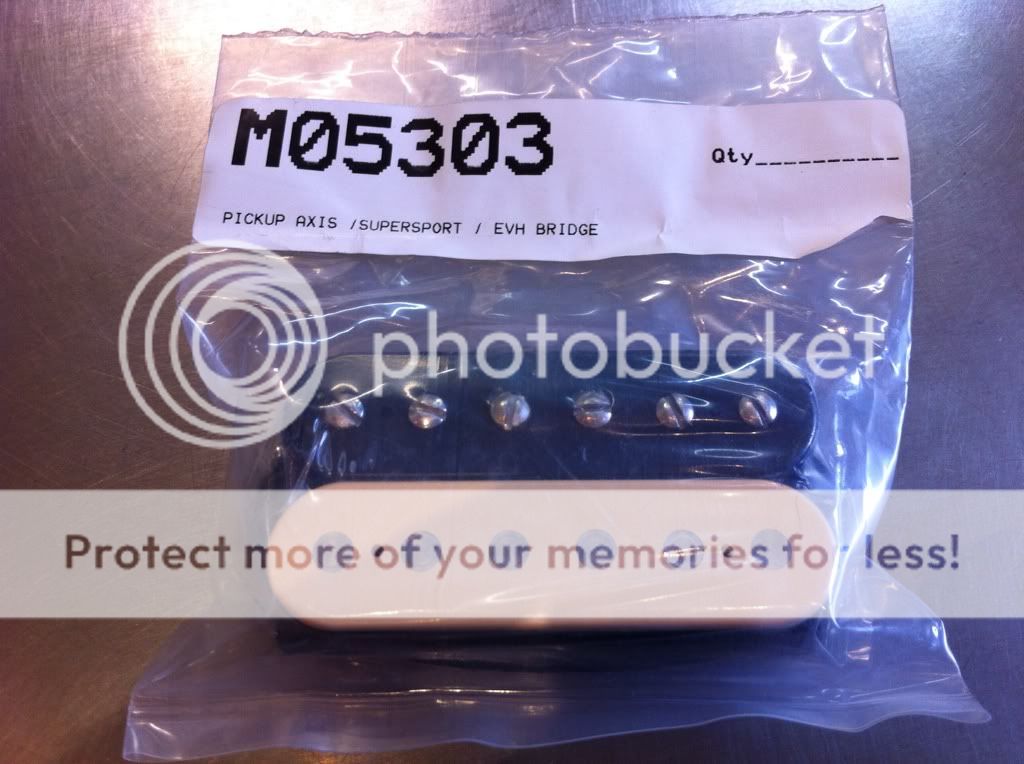 M05303
Qty__________
PICKUP AXIS /SUPERSPORT / EVH BRIDGE
photobucket
Protect more of your memories for less!